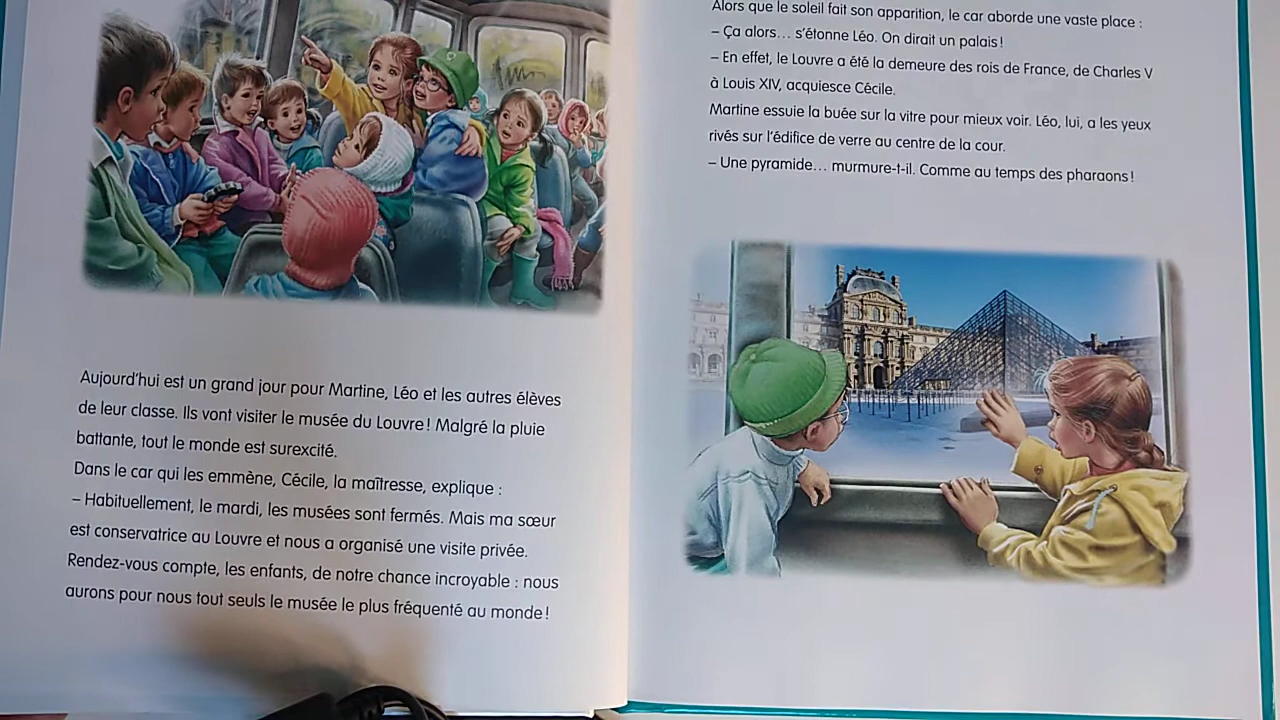 Aujourd'hui est un grand jour pour Martine, Léo et les autres élèves
de leur classe. Ils vont visiter le musée du Louvre ! Malgré la pluie
battante, tout le monde est surexcité.
Dans le car qui les emmène, Cécile, la maîtresse, explique :
– Habituellement, le mardi, les musées sont fermés. Mais ma sœur
est conservatrice au Louvre et nous a organisé une visite privée.
Rendez-vous compte, les enfants, de notre chance incroyable : nous
aurons pour nous tout seuls le musée le plus fréquenté au monde !
Alors que le soleil fait son apparition, le car aborde une vaste place :
– Ça alors… s'étonne Léo. On dirait un palais !
– En effet, le Louvre a été la demeure des rois de France, de Charles V
à Louis XIV, acquiesce Cécile.
Martine essuie la buée sur la vitre pour mieux voir. Léo, lui, a les yeux
rivés sur l'édifice de verre au centre de la cour.
– Une pyramide… murmure-t-il. Comme au temps des pharaons !